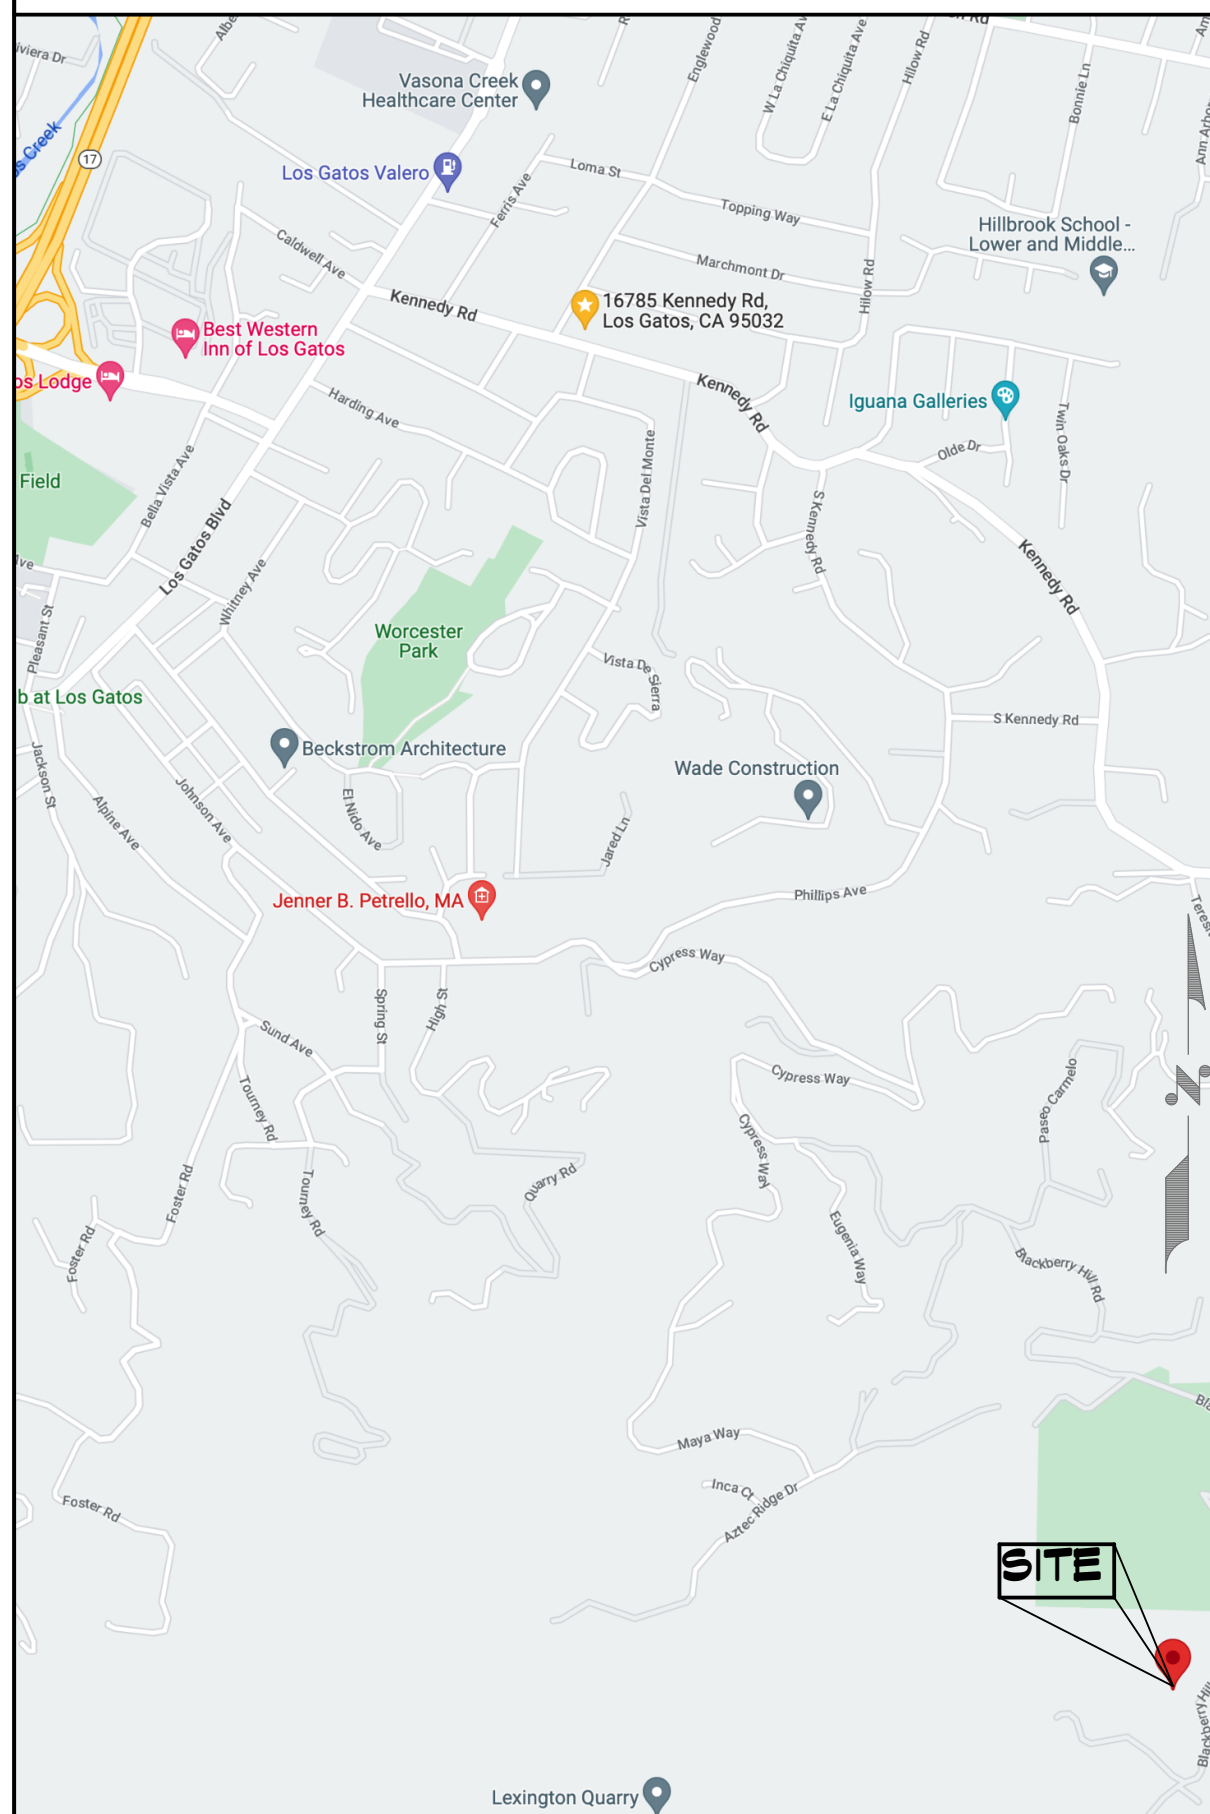 Vasona Creek
Healthcare Center
Englewood
W La Chiquita Av
E La Chiquita Ave
Hilow Rd
Bonnie Ln
Ann Arbor
17
Los Gatos Valero
Ferris Ave
Loma St
Topping Way
Hillbrook School -
Lower and Middle...
Caldwell Ave
Marchmont Dr
Hilow Rd
Kennedy Rd
16785 Kennedy Rd,
Los Gatos, CA 95032
Best Western
Inn of Los Gatos
os Lodge
Harding Ave
Kennedy Rd
Iguana Galleries
Olde Dr
Twin Oaks Dr
Field
Bella Vista Ave
Vista Del Monte
Los Gatos Blvd
S Kennedy Rd
Kennedy Rd
Whitney Ave
Pleasant St
Worcester
Park
Vista De Sierra
b at Los Gatos
S Kennedy Rd
Beckstrom Architecture
Wade Construction
Jackson St
Alpine Ave
Johnson Ave
El Nido Ave
Jared Ln
Jenner B. Petrello, MA
Phillips Ave
Cypress Way
Spring St
High St
Sund Ave
Cypress Way
Tourney Rd
Paseo Carmelo
N
Cypress Way
Quarry Rd
Foster Rd
Tourney Rd
Eugenia Way
Foster Rd
Blackberry Hill Rd
Maya Way
Inca Ct
Aztec Ridge Dr
Foster Rd
SITE
Blackberry Hill
Lexington Quarry